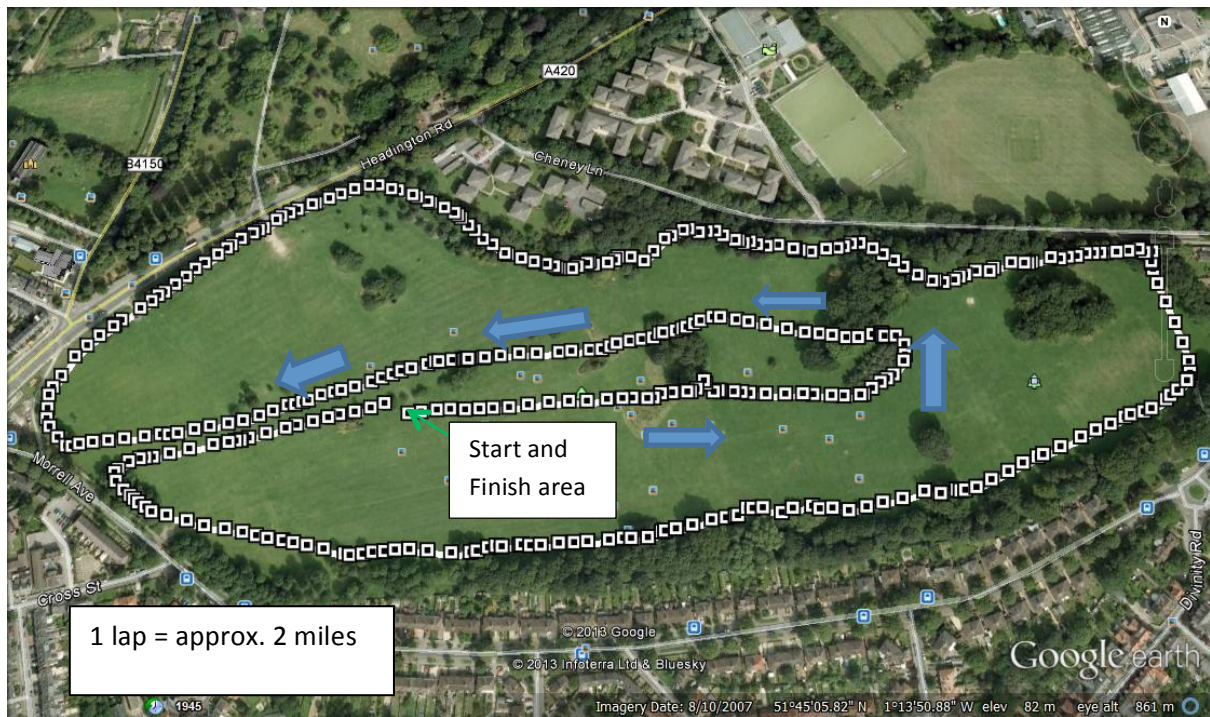 N
A420
Headington Rd
B4150
Cheney Ln
Start and
Finish area
Morrell Ave
Cross St
Divinity Rd
1 lap = approx. 2 miles
© 2013 Google
© 2013 Infoterra Ltd & Bluesky
Google earth
1945
Imagery Date: 8/10/2007 51°45'05.82" N 1°13'50.88" W elev 82 m eye alt 861 m